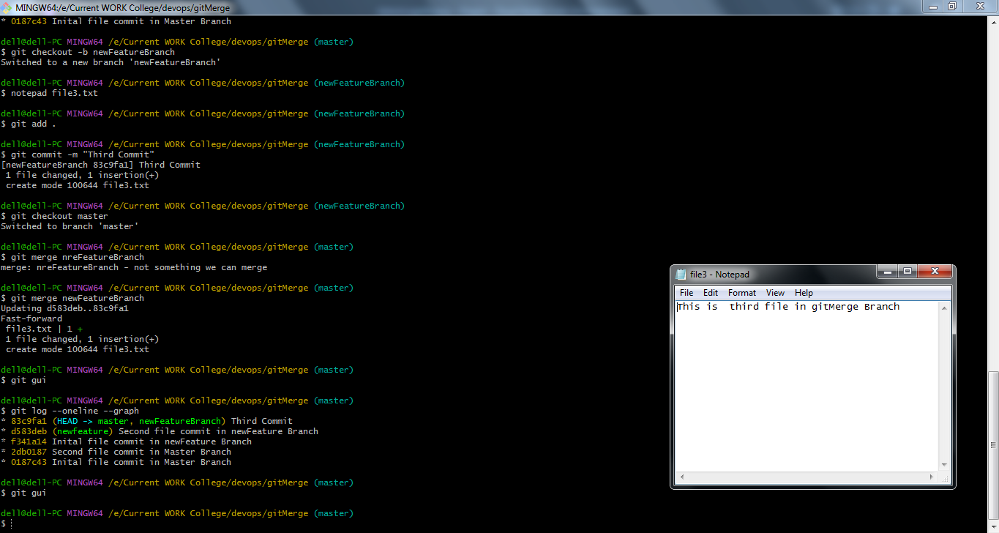 MINGW64:/e/Current WORK College/devops/gitMerge
* 0187c43 Inital file commit in Master Branch
dell@dell-PC MINGW64 /e/Current WORK College/devops/gitMerge (master)
$ git checkout -b newFeatureBranch
Switched to a new branch 'newFeatureBranch'
dell@dell-PC MINGW64 /e/Current WORK College/devops/gitMerge (newFeatureBranch)
$ notepad file3.txt
dell@dell-PC MINGW64 /e/Current WORK College/devops/gitMerge (newFeatureBranch)
$ git add .
dell@dell-PC MINGW64 /e/Current WORK College/devops/gitMerge (newFeatureBranch)
$ git commit -m "Third Commit"
[newFeatureBranch 83c9fa1] Third Commit
 1 file changed, 1 insertion(+)
 create mode 100644 file3.txt
dell@dell-PC MINGW64 /e/Current WORK College/devops/gitMerge (newFeatureBranch)
$ git checkout master
Switched to branch 'master'
dell@dell-PC MINGW64 /e/Current WORK College/devops/gitMerge (master)
$ git merge nreFeatureBranch
merge: nreFeatureBranch - not something we can merge
dell@dell-PC MINGW64 /e/Current WORK College/devops/gitMerge (master)
$ git merge newFeatureBranch
Updating d583deb..83c9fa1
Fast-forward
 file3.txt | 1 +
 1 file changed, 1 insertion(+)
 create mode 100644 file3.txt
dell@dell-PC MINGW64 /e/Current WORK College/devops/gitMerge (master)
$ git gui
dell@dell-PC MINGW64 /e/Current WORK College/devops/gitMerge (master)
$ git log --oneline --graph
* 83c9fa1 (HEAD -> master, newFeatureBranch) Third Commit
* d583deb (newfeature) Second file commit in newFeature Branch
* f341a14 Inital file commit in newFeature Branch
* 2db0187 Second file commit in Master Branch
* 0187c43 Inital file commit in Master Branch
dell@dell-PC MINGW64 /e/Current WORK College/devops/gitMerge (master)
$ git gui
dell@dell-PC MINGW64 /e/Current WORK College/devops/gitMerge (master)
$
file3 - Notepad
File Edit Format View Help
This is  third file in gitMerge Branch